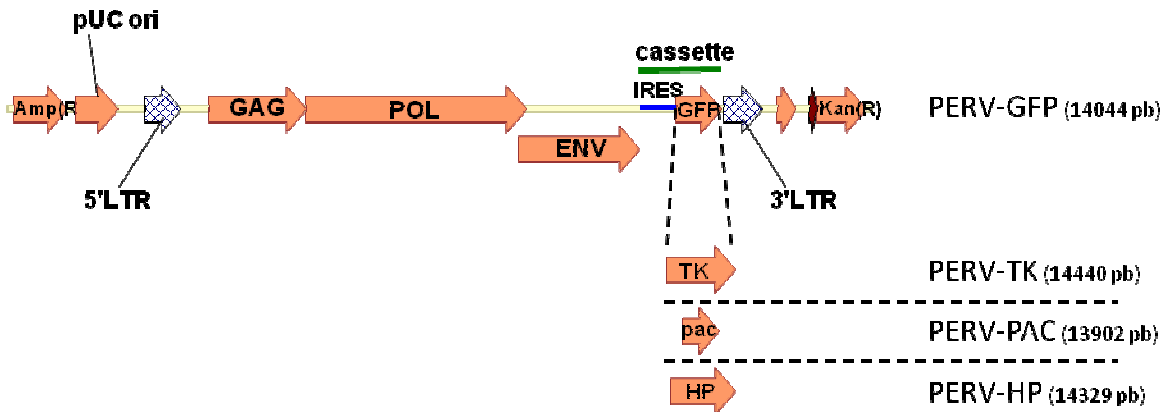 pUC ori
cassette
IRES
Amp(R
GAG
POL
GFP
Kan(R)
PERV-GFP (14044 pb)
ENV
5'LTR
3'LTR
TK
PERV-TK (14440 pb)
pac
PERV-PAC (13902 pb)
HP
PERV-HP (14329 pb)